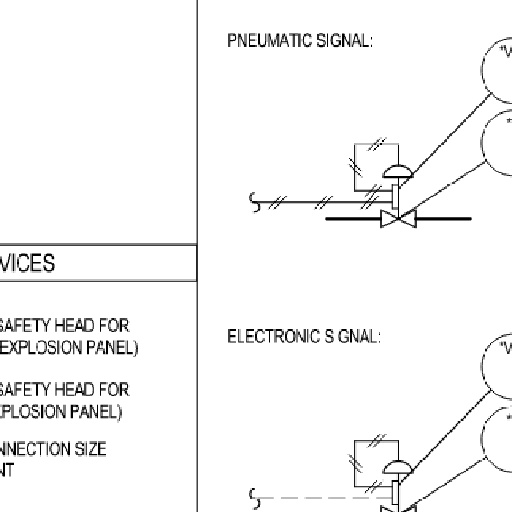 PNEUMATIC SIGNAL:
VICES
SAFETY HEAD FOR
EXPLOSION PANEL)
SAFETY HEAD FOR
XPLOSION PANEL)
NNECTION SIZE
NT
ELECTRONIC S GNAL:
"V
"
"V
"